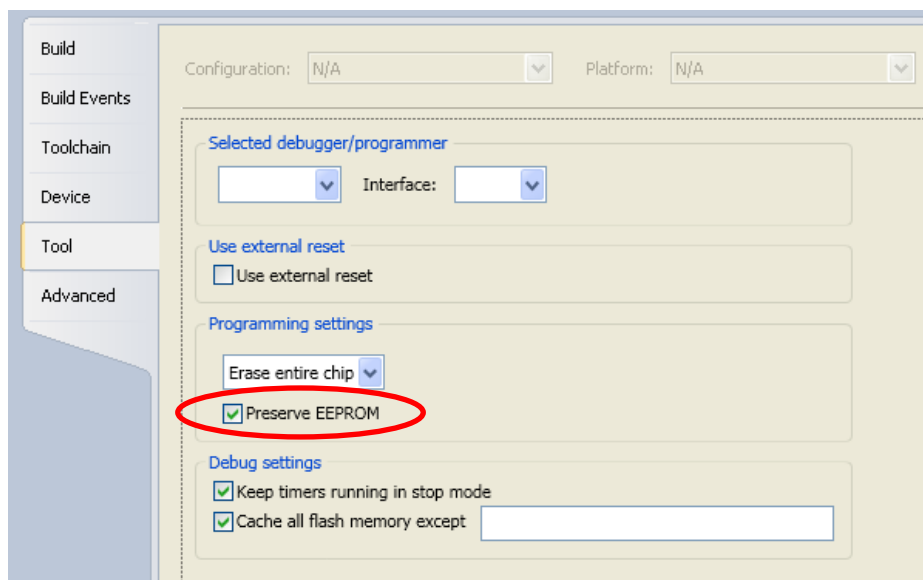 Build
Build Events
Toolchain
Device
Tool
Advanced
Configuration: N/A Platform: N/A
Selected debugger/programmer
Interface:
Use external reset
Use external reset
Programming settings
Erase entire chip
Preserve EEPROM
Debug settings
Keep timers running in stop mode
Cache all flash memory except